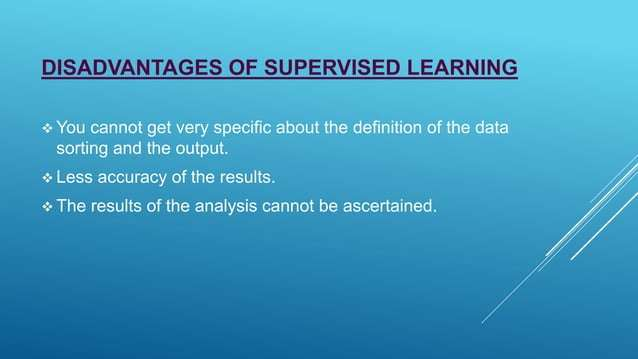 DISADVANTAGES OF SUPERVISED LEARNING
You cannot get very specific about the definition of the data
sorting and the output.
Less accuracy of the results.
The results of the analysis cannot be ascertained.